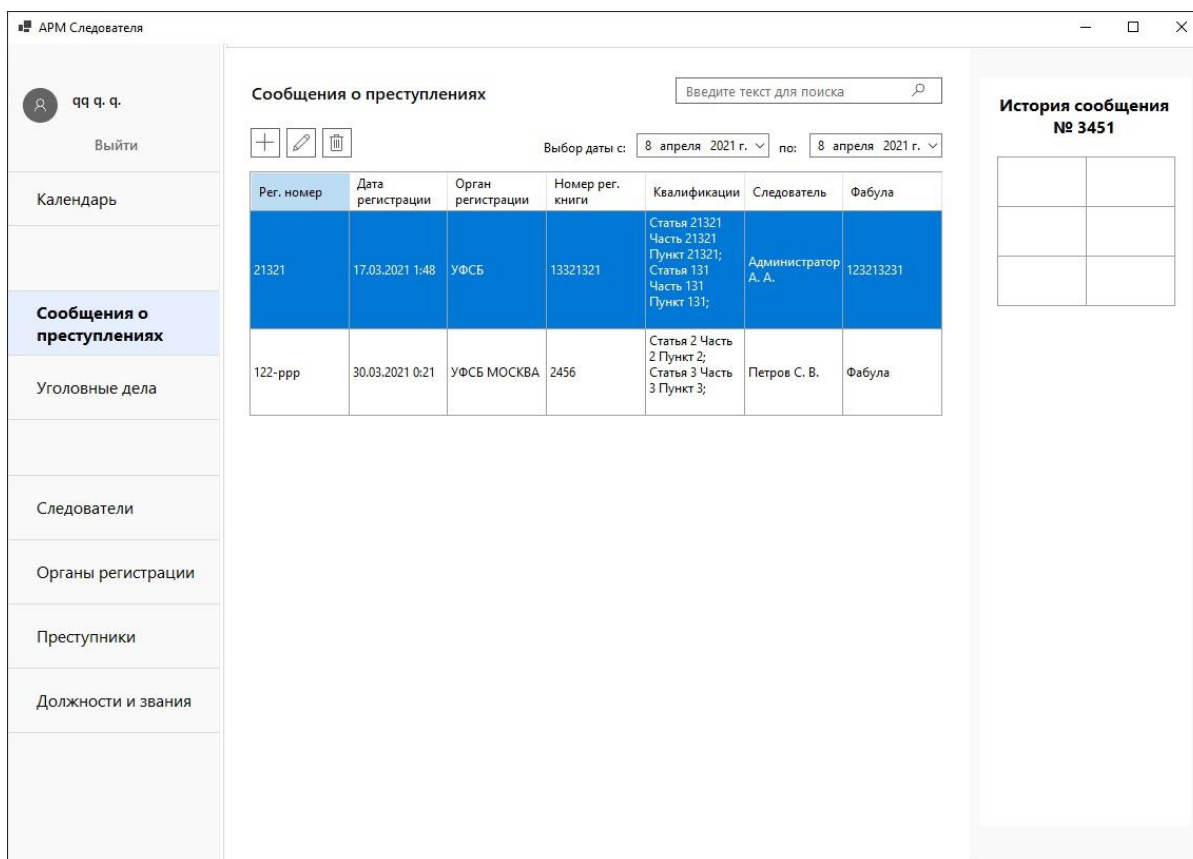 АРМ Следователя
qq q. q.
Выйти
Календарь
Сообщения о
преступлениях
Уголовные дела
Следователи
Органы регистрации
Преступники
Должности и звания
Сообщения о преступлениях
Введите текст для поиска
Выбор даты с: 8 апреля 2021 г. по: 8 апреля 2021 г.
Рег. номер
Дата
регистрации
Орган
регистрации
Номер рег.
книги
Квалификации
Следователь
Фабула
21321
17.03.2021 1:48
УФСБ
13321321
Статья 21321
Часть 21321
Пункт 21321;
Статья 131
Часть 131
Пункт 131;
Администратор
А. А.
123213231
122-ppp
30.03.2021 0:21
УФСБ МОСКВА
2456
Статья 2 Часть
2 Пункт 2;
Статья 3 Часть
3 Пункт 3;
Петров С. В.
Фабула
История сообщения
№ 3451